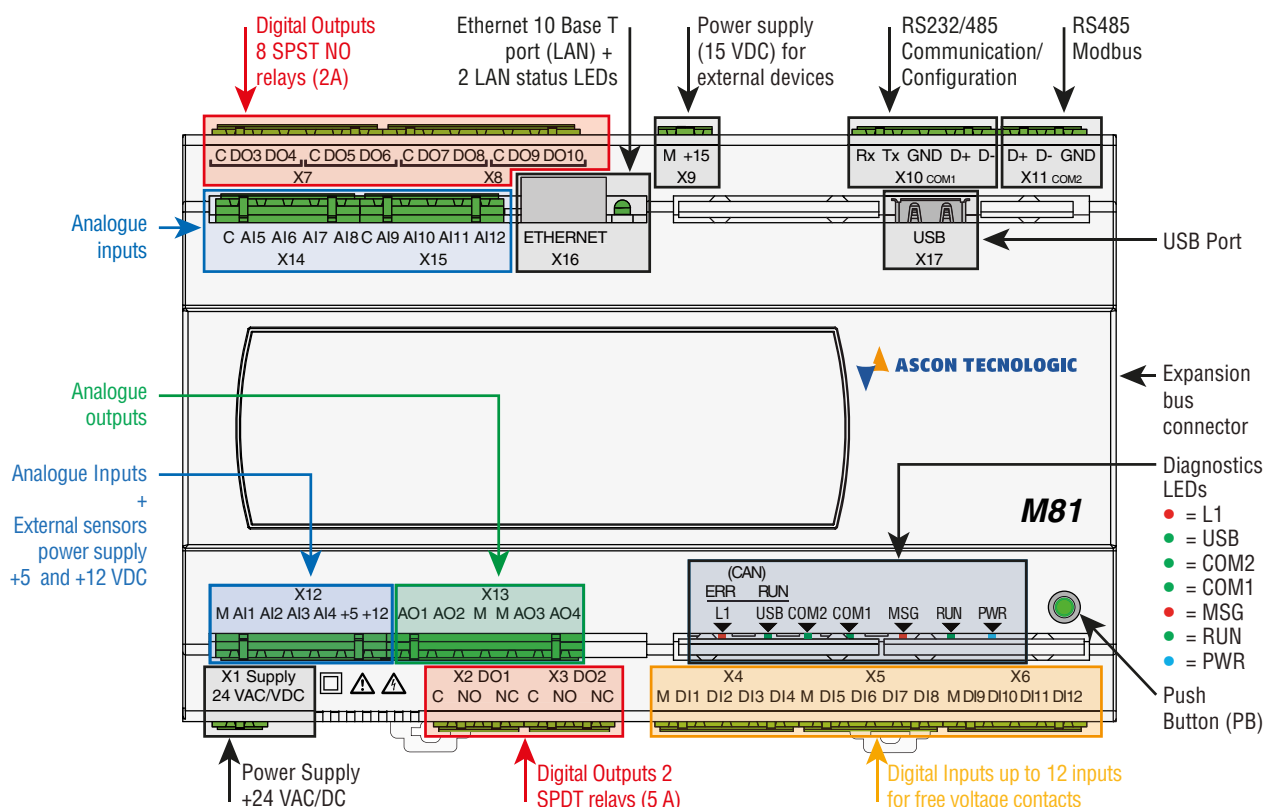 Digital Outputs
8 SPST NO
relays (2A)
Ethernet 10 Base T
port (LAN) +
2 LAN status LEDs
Power supply
(15 VDC) for
external devices
RS232/485
Communication/
Configuration
RS485
Modbus
C DO3 DO4 C DO5 DO6 C DO7 DO8 C DO9 DO10
X7 X8
M +15
X9
Rx Tx GND D+ D-
X10 COM1
D+ D- GND
X11 COM2
Analogue
inputs
C AI5 AI6 AI7 AI8 C AI9 AI10 AI11 AI12
X14 X15
ETHERNET
X16
USB
X17
USB Port
ASCON TECNOLOGIC
Expansion
bus
connector
Analogue
outputs
Analogue Inputs
+
External sensors
power supply
+5 and +12 VDC
M81
Diagnostics
LEDs
= L1
= USB
= COM2
= COM1
= MSG
= RUN
= PWR
X12
M AI1 AI2 AI3 AI4 +5 +12
X13
AO1 AO2 M M AO3 AO4
(CAN)
ERR RUN
L1 USB COM2 COM1 MSG RUN PWR
X1 Supply
24 VAC/VDC
X2 DO1 X3 DO2
C NO NC C NO NC
X4 X5 X6
M DI1 DI2 DI3 DI4 M DI5 DI6 DI7 DI8 M DI9 DI10 DI11 DI12
Push
Button (PB)
Power Supply
+24 VAC/DC
Digital Outputs 2
SPDT relays (5 A)
Digital Inputs up to 12 inputs
for free voltage contacts